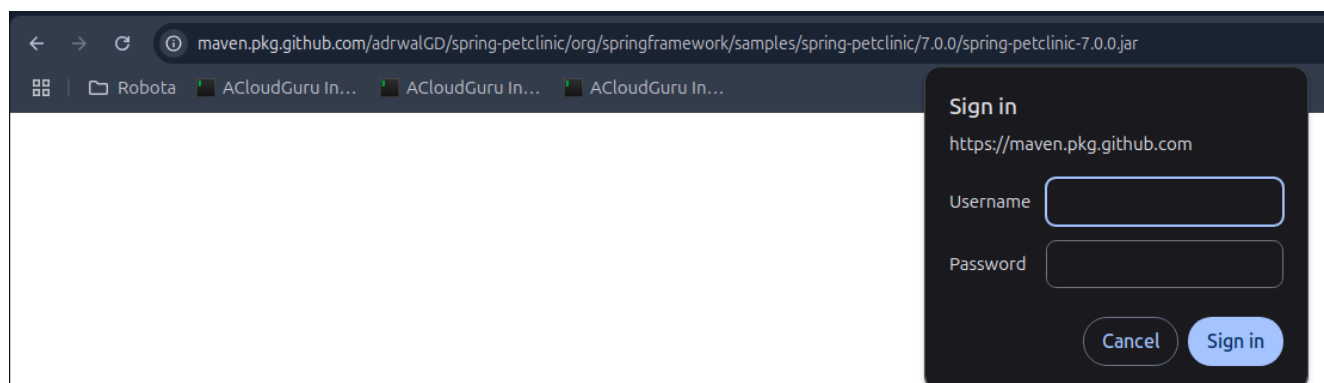 maven.pkg.github.com/adrwalGD/spring-petclinic/org/springframework/samples/spring-petclinic/7.0.0/spring-petclinic-7.0.0.jar
Robota ACloudGuru In... ACloudGuru In... ACloudGuru In...
Sign in
https://maven.pkg.github.com
Username
Password
Cancel Sign in